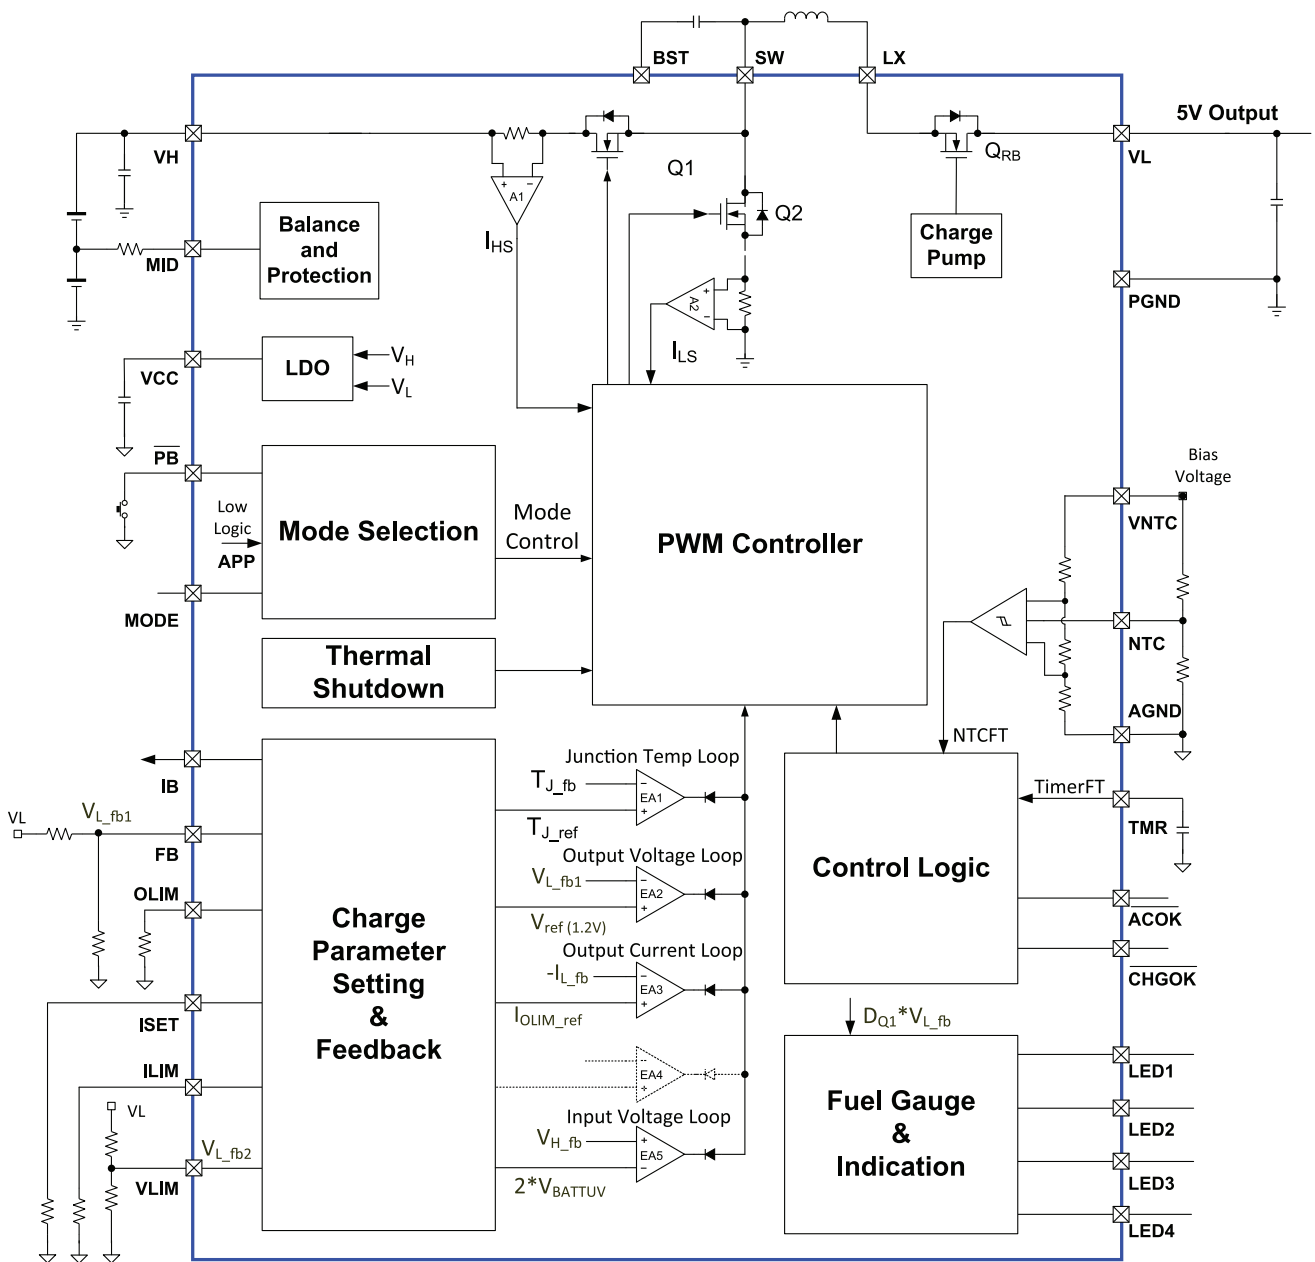 BST
SW
LX
5V Output
VH
Q1
QRB
VL
A1
Q2
Balance
and
Protection
IHS
Charge
Pump
MID
A2
PGND
ILS
VCC
LDO
VH
VL
PB
Low
Logic
APP
Mode Selection
Mode
Control
PWM Controller
Bias
Voltage
VNTC
MODE
NTC
Thermal
Shutdown
AGND
NTCFT
IB
Junction Temp Loop
TJ_fb
EA1
TJ_ref
TimerFT
TMR
VL
VL_fb1
FB
Output Voltage Loop
VL_fb1
EA2
Vref (1.2V)
Control Logic
OLIM
ACOK
Charge
Parameter
Setting
&
Feedback
Output Current Loop
-IL_fb
EA3
IOLIM_ref
CHGOK
ISET
DQ1*VL_fb
ILIM
EA4
LED1
VL
Input Voltage Loop
VH_fb
EA5
2*VBATTUV
Fuel Gauge
&
Indication
LED2
VL_fb2
VLIM
LED3
LED4